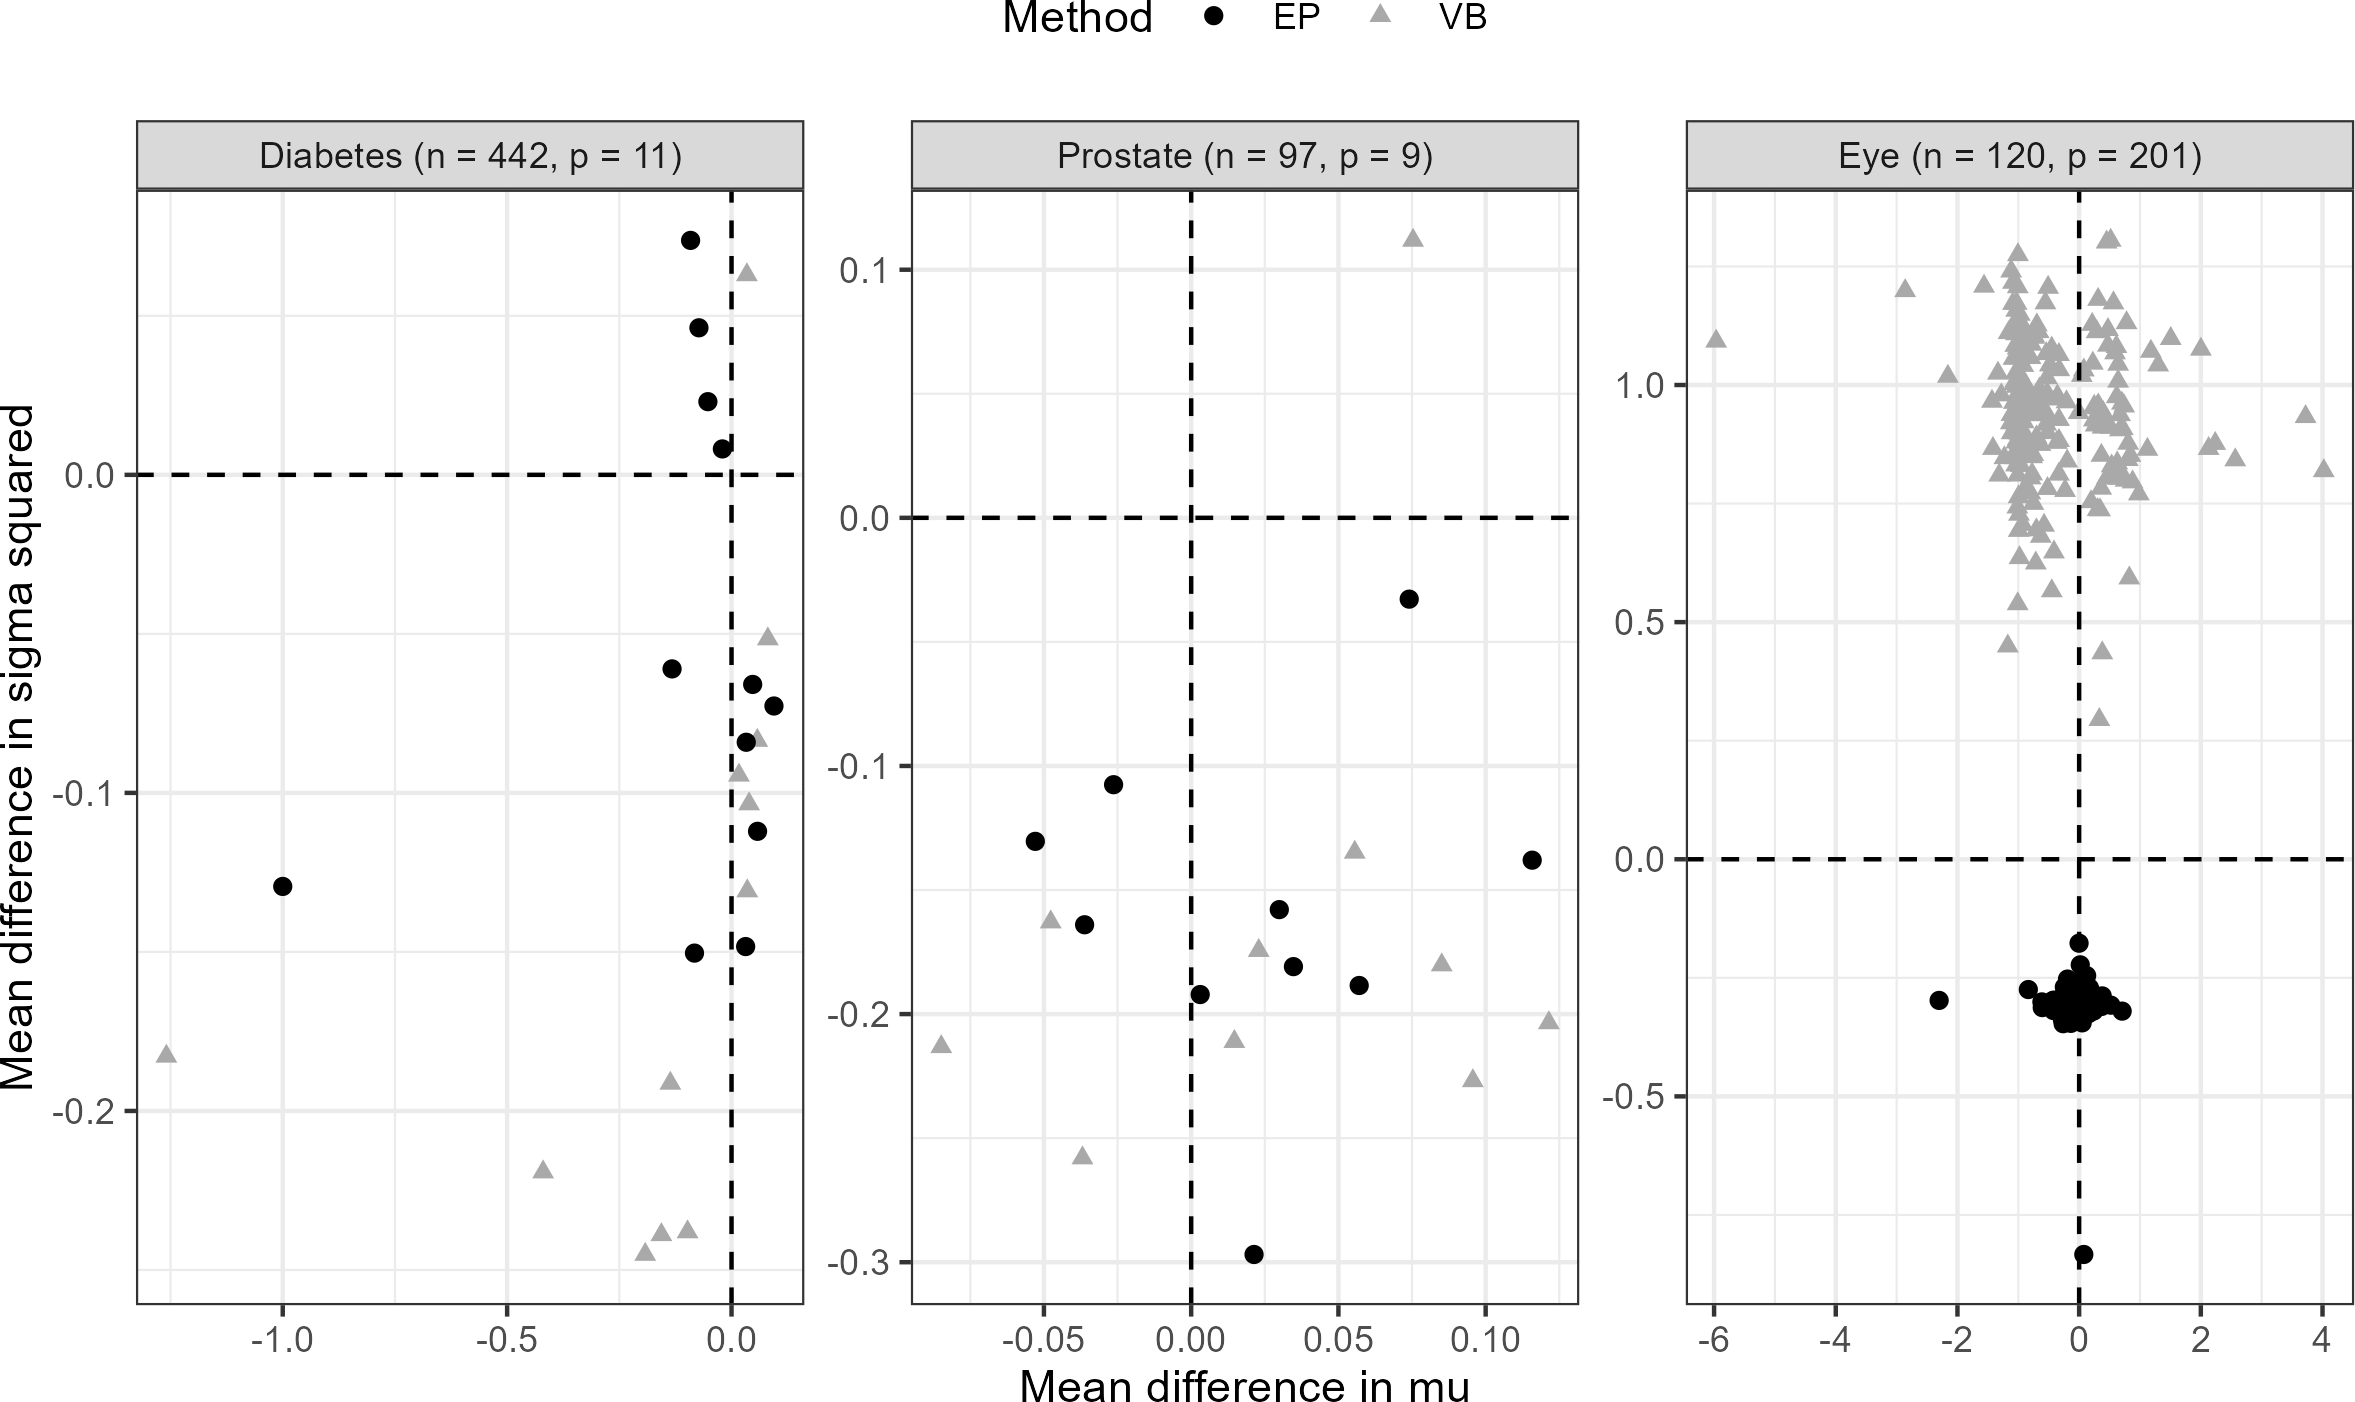 Method EP VB
Diabetes (n = 442, p = 11) Prostate (n = 97, p = 9) Eye (n = 120, p = 201)
Mean difference in sigma squared
0.0
-0.1
-0.2
0.1
0.0
-0.1
-0.2
-0.3
1.0
0.5
0.0
-0.5
-1.0 -0.5 0.0
-0.05 0.00 0.05 0.10
-6 -4 -2 0 2 4
Mean difference in mu